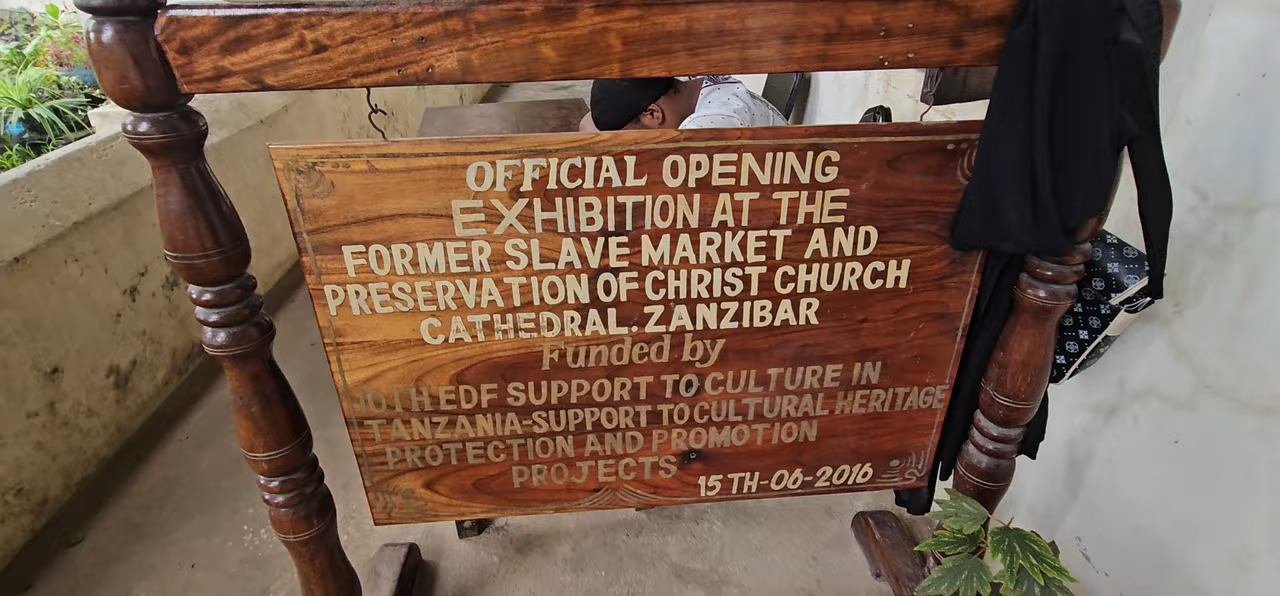 OFFICIAL OPENING
EXHIBITION AT THE
FORMER SLAVE MARKET AND
PRESERVATION OF CHRIST CHURCH
CATHEDRAL.ZANZIBAR
Funded by
10TH EDF SUPPORT TO CULTURE IN
TANZANIA-SUPPORT TO CULTURAL HERITAGE
PROTECTION AND PROMOTION
PROJECTS
15 TH-06-2016